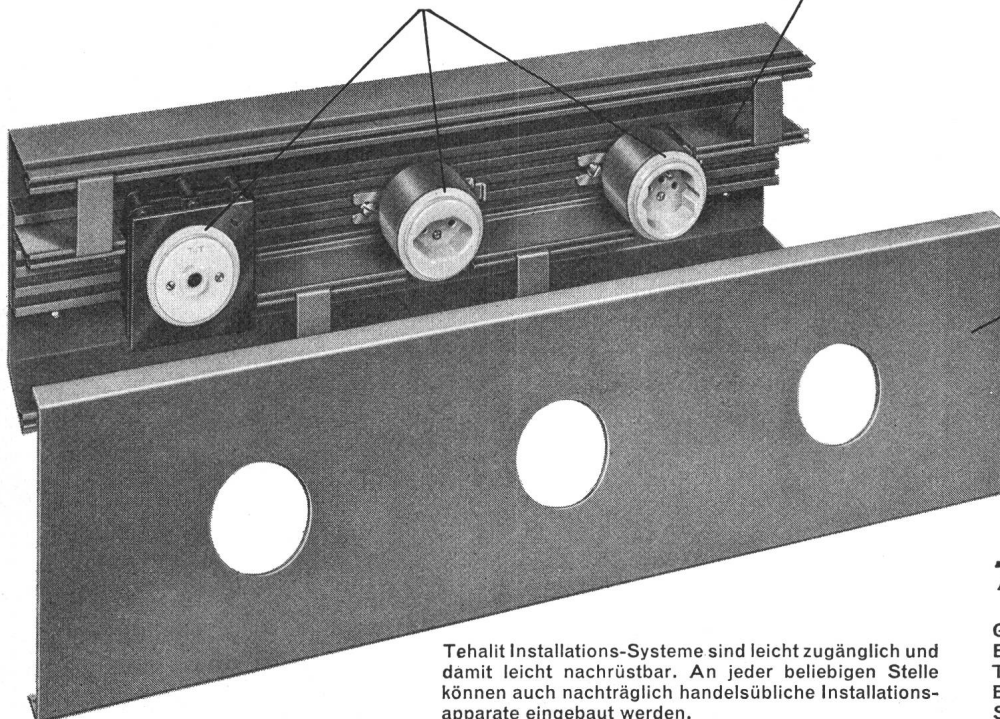 Tehalit Installations-Systeme sind leicht zugänglich und
damit leicht nachrüstbar. An jeder beliebigen Stelle
können auch nachträglich handelsübliche Installations-
apparate eingebaut werden.